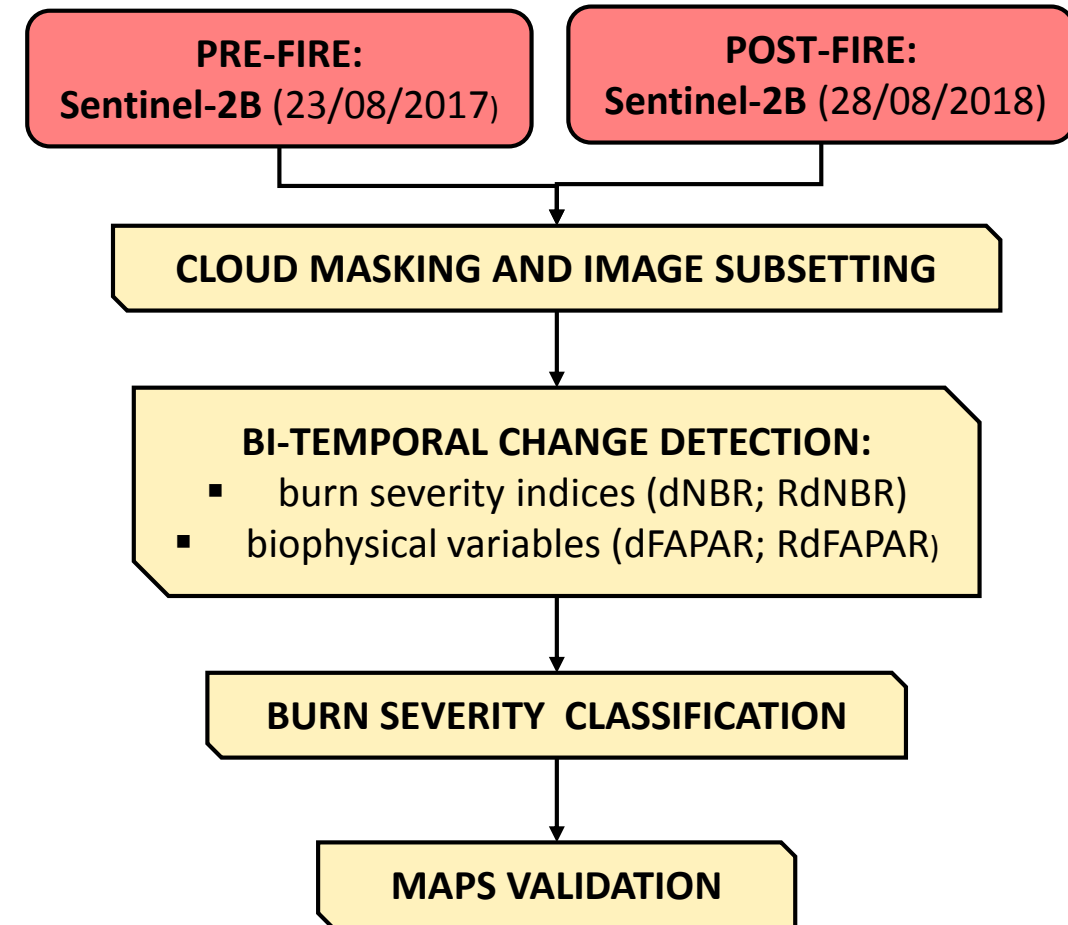 PRE-FIRE:
Sentinel-2B (23/08/2017)
POST-FIRE:
Sentinel-2B (28/08/2018)
CLOUD MASKING AND IMAGE SUBSETTING
BI-TEMPORAL CHANGE DETECTION:
▪ burn severity indices (dNBR; RdNBR)
▪ biophysical variables (dFAPAR; RdFAPAR)
BURN SEVERITY CLASSIFICATION
MAPS VALIDATION